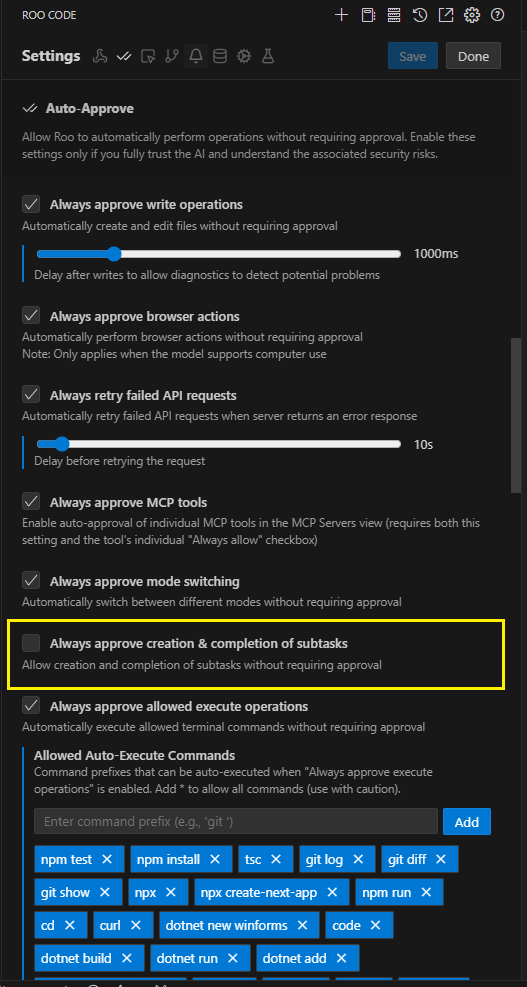 ROO CODE
Settings
Save
Done
Auto-Approve
Allow Roo to automatically perform operations without requiring approval. Enable these
settings only if you fully trust the AI and understand the associated security risks.
Always approve write operations
Automatically create and edit files without requiring approval
1000ms
Delay after writes to allow diagnostics to detect potential problems
Always approve browser actions
Automatically perform browser actions without requiring approval
Note: Only applies when the model supports computer use
Always retry failed API requests
Automatically retry failed API requests when server returns an error response
10s
Delay before retrying the request
Always approve MCP tools
Enable auto-approval of individual MCP tools in the MCP Servers view (requires both this
setting and the tool's individual "Always allow" checkbox)
Always approve mode switching
Automatically switch between different modes without requiring approval
Always approve creation & completion of subtasks
Allow creation and completion of subtasks without requiring approval
Always approve allowed execute operations
Automatically execute allowed terminal commands without requiring approval
Allowed Auto-Execute Commands
Command prefixes that can be auto-executed when "Always approve execute
operations" is enabled. Add * to allow all commands (use with caution).
Enter command prefix (e.g., 'git ')
Add
npm test ✕ npm install ✕ tsc ✕ git log ✕ git diff ✕
git show ✕ npx ✕ npx create-next-app ✕ npm run ✕
cd ✕ curl ✕ dotnet new winforms ✕ code ✕
dotnet build ✕ dotnet run ✕ dotnet add ✕